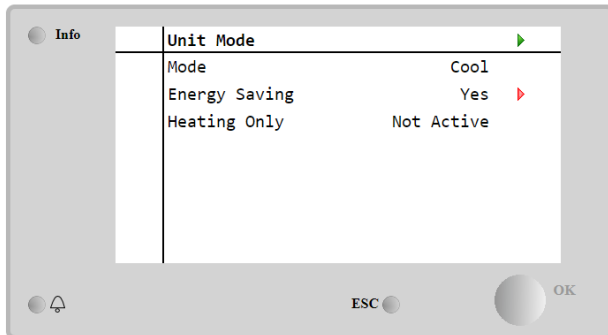 Info
Unit Mode
Mode Cool
Energy Saving Yes
Heating Only Not Active
ESC
OK